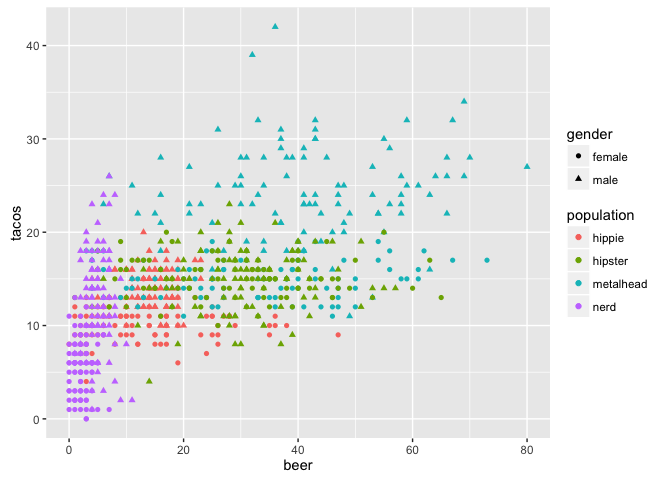 40
30
20
10
0
tacos
0 20 40 60 80
beer
gender
female
male
population
hippie
hipster
metalhead
nerd